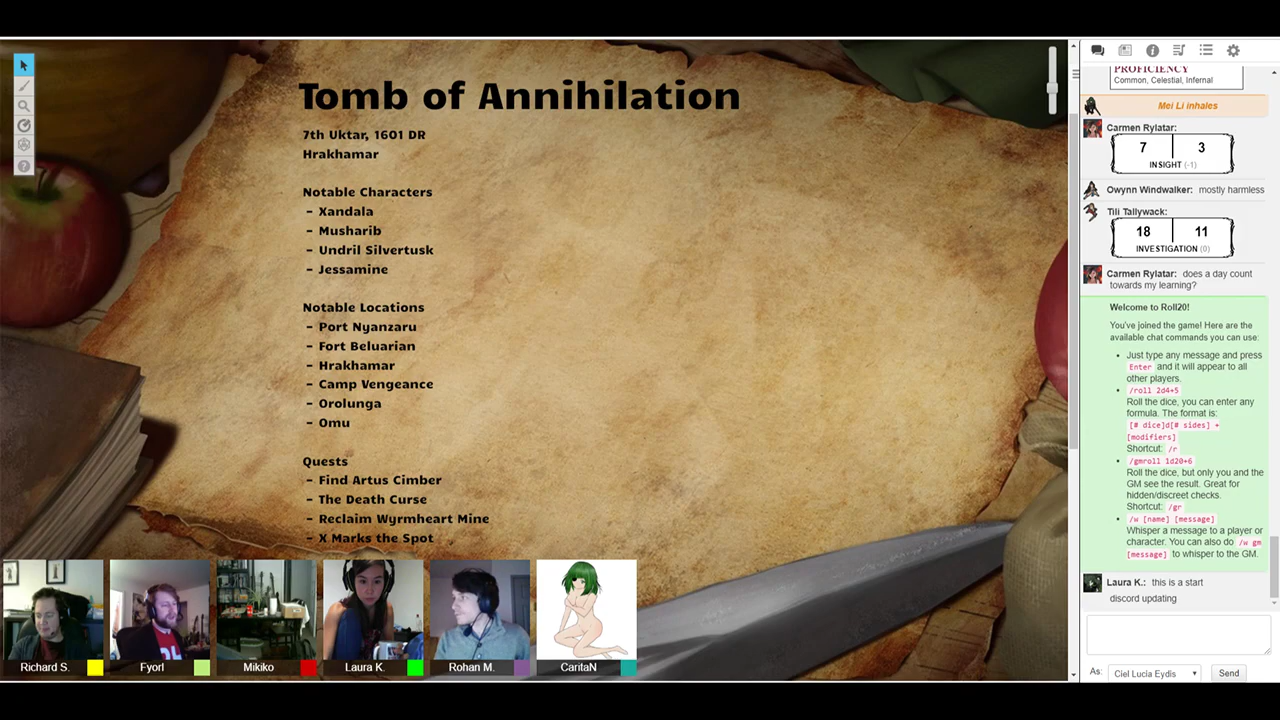 Tomb of Annihilation
7th Uktar, 1601 DR
Hrakhamar
Notable Characters
- Xandala
- Musharib
- Undril Silvertusk
- Jessamine
Notable Locations
- Port Nyanzaru
- Fort Beluarian
- Hrakhamar
- Camp Vengeance
- Orolunga
- Omu
Quests
- Find Artus Cimber
- The Death Curse
- Reclaim Wyrmheart Mine
- X Marks the Spot
Richard S.
Fyorl
Mikiko
Laura K.
Rohan M.
CaritaN
PROFICIENCY
Common, Celestial, Infernal
Mei Li inhales
Carmen Rylatar:
7 3
INSIGHT (-1)
Owynn Windwalker: mostly harmless
Tili Tallywack:
18 11
INVESTIGATION (0)
Carmen Rylatar: does a day count
towards my learning?
Welcome to Roll20!
You've joined the game! Here are the
available chat commands you can use:
• Just type any message and press
Enter and it will appear to all
other players.
• /roll 2d4+5
Roll the dice, you can enter any
formula. The format is:
[# dice]d[# sides] +
[modifiers]
Shortcut: /r
• /gmroll 1d20+6
Roll the dice, but only you and the
GM see the result. Great for
hidden/discreet checks.
Shortcut: /gr
• /w [name] [message]
Whisper a message to a player or
character. You can also do /w gm
[message] to whisper to the GM.
Laura K.: this is a start
discord updating
As: Ciel Lucia Eydis Send